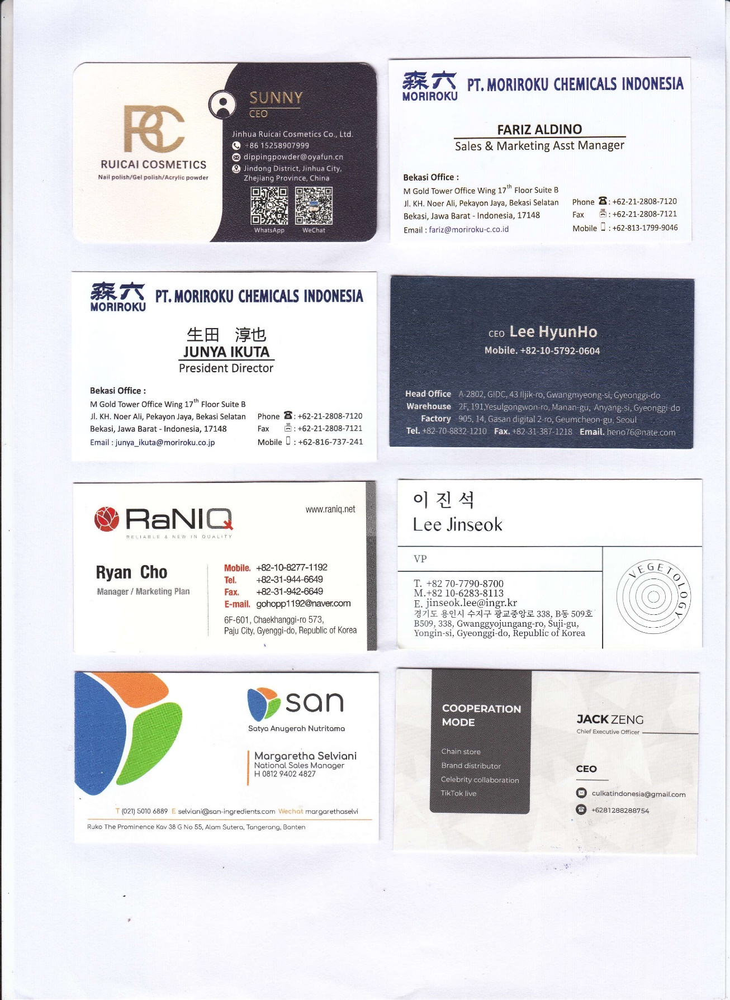 RC
RUICAI COSMETICS
Nail polish/Gel polish/Acrylic powder
SUNNY
CEO
Jinhua Ruicai Cosmetics Co., Ltd.
+86 15258907999
dippingpowder@oyafun.cn
Jindong District, Jinhua City,
Zhejiang Province, China
WhatsApp WeChat
森六
MORIROKU
PT. MORIROKU CHEMICALS INDONESIA
FARIZ ALDINO
Sales & Marketing Asst Manager
Bekasi Office :
M Gold Tower Office Wing 17th Floor Suite B
Jl. KH. Noer Ali, Pekayon Jaya, Bekasi Selatan
Bekasi, Jawa Barat - Indonesia, 17148
Email : fariz@moriroku-c.co.id
Phone : +62-21-2808-7120
Fax : +62-21-2808-7121
Mobile : +62-813-1799-9046
森六
MORIROKU
PT. MORIROKU CHEMICALS INDONESIA
生田 淳也
JUNYA IKUTA
President Director
Bekasi Office :
M Gold Tower Office Wing 17th Floor Suite B
Jl. KH. Noer Ali, Pekayon Jaya, Bekasi Selatan
Bekasi, Jawa Barat - Indonesia, 17148
Email : junya_ikuta@moriroku.co.jp
Phone : +62-21-2808-7120
Fax : +62-21-2808-7121
Mobile : +62-816-737-241
CEO Lee HyunHo
Mobile. +82-10-5792-0604
Head Office A-2802, GIDC, 43 Iljik-ro, Gwangmyeong-si, Gyeonggi-do
Warehouse 2F, 191,Yesulgongwon-ro, Manan-gu, Anyang-si, Gyeonggi-do
Factory 905, 14, Gasan digital 2-ro, Geumcheon-gu, Seoul
Tel. +82-70-8832-1210 Fax. +82-31-387-1218 Email. heno76@nate.com
RaNIQ
RELIABLE & NEW IN QUALITY
www.raniq.net
Ryan Cho
Manager / Marketing Plan
Mobile. +82-10-8277-1192
Tel. +82-31-944-6649
Fax. +82-31-942-6649
E-mail. gohopp1192@naver.com
6F-601, Chaekhanggi-ro 573,
Paju City, Gyenggi-do, Republic of Korea
이 진 석
Lee Jinseok
VP
T. +82 70-7790-8700
M.+82 10-6283-8113
E. jinseok.lee@ingr.kr
경기도 용인시 수지구 광교중앙로 338, B동 509호
B509, 338, Gwanggyojungang-ro, Suji-gu,
Yongin-si, Gyeonggi-do, Republic of Korea
VEGETOLOGY
san
Satya Anugerah Nutritama
Margaretha Selviani
National Sales Manager
H 0812 9402 4827
T (021) 5010 6889 E selviani@san-ingredients.com Wechat margarethaselvi
Ruko The Prominence Kav 38 G No 55, Alam Sutera, Tangerang, Banten
COOPERATION
MODE
Chain store
Brand distributor
Celebrity collaboration
TikTok live
JACK ZENG
Chief Executive Officer
CEO
culkatindonesia@gmail.com
+6281288288754